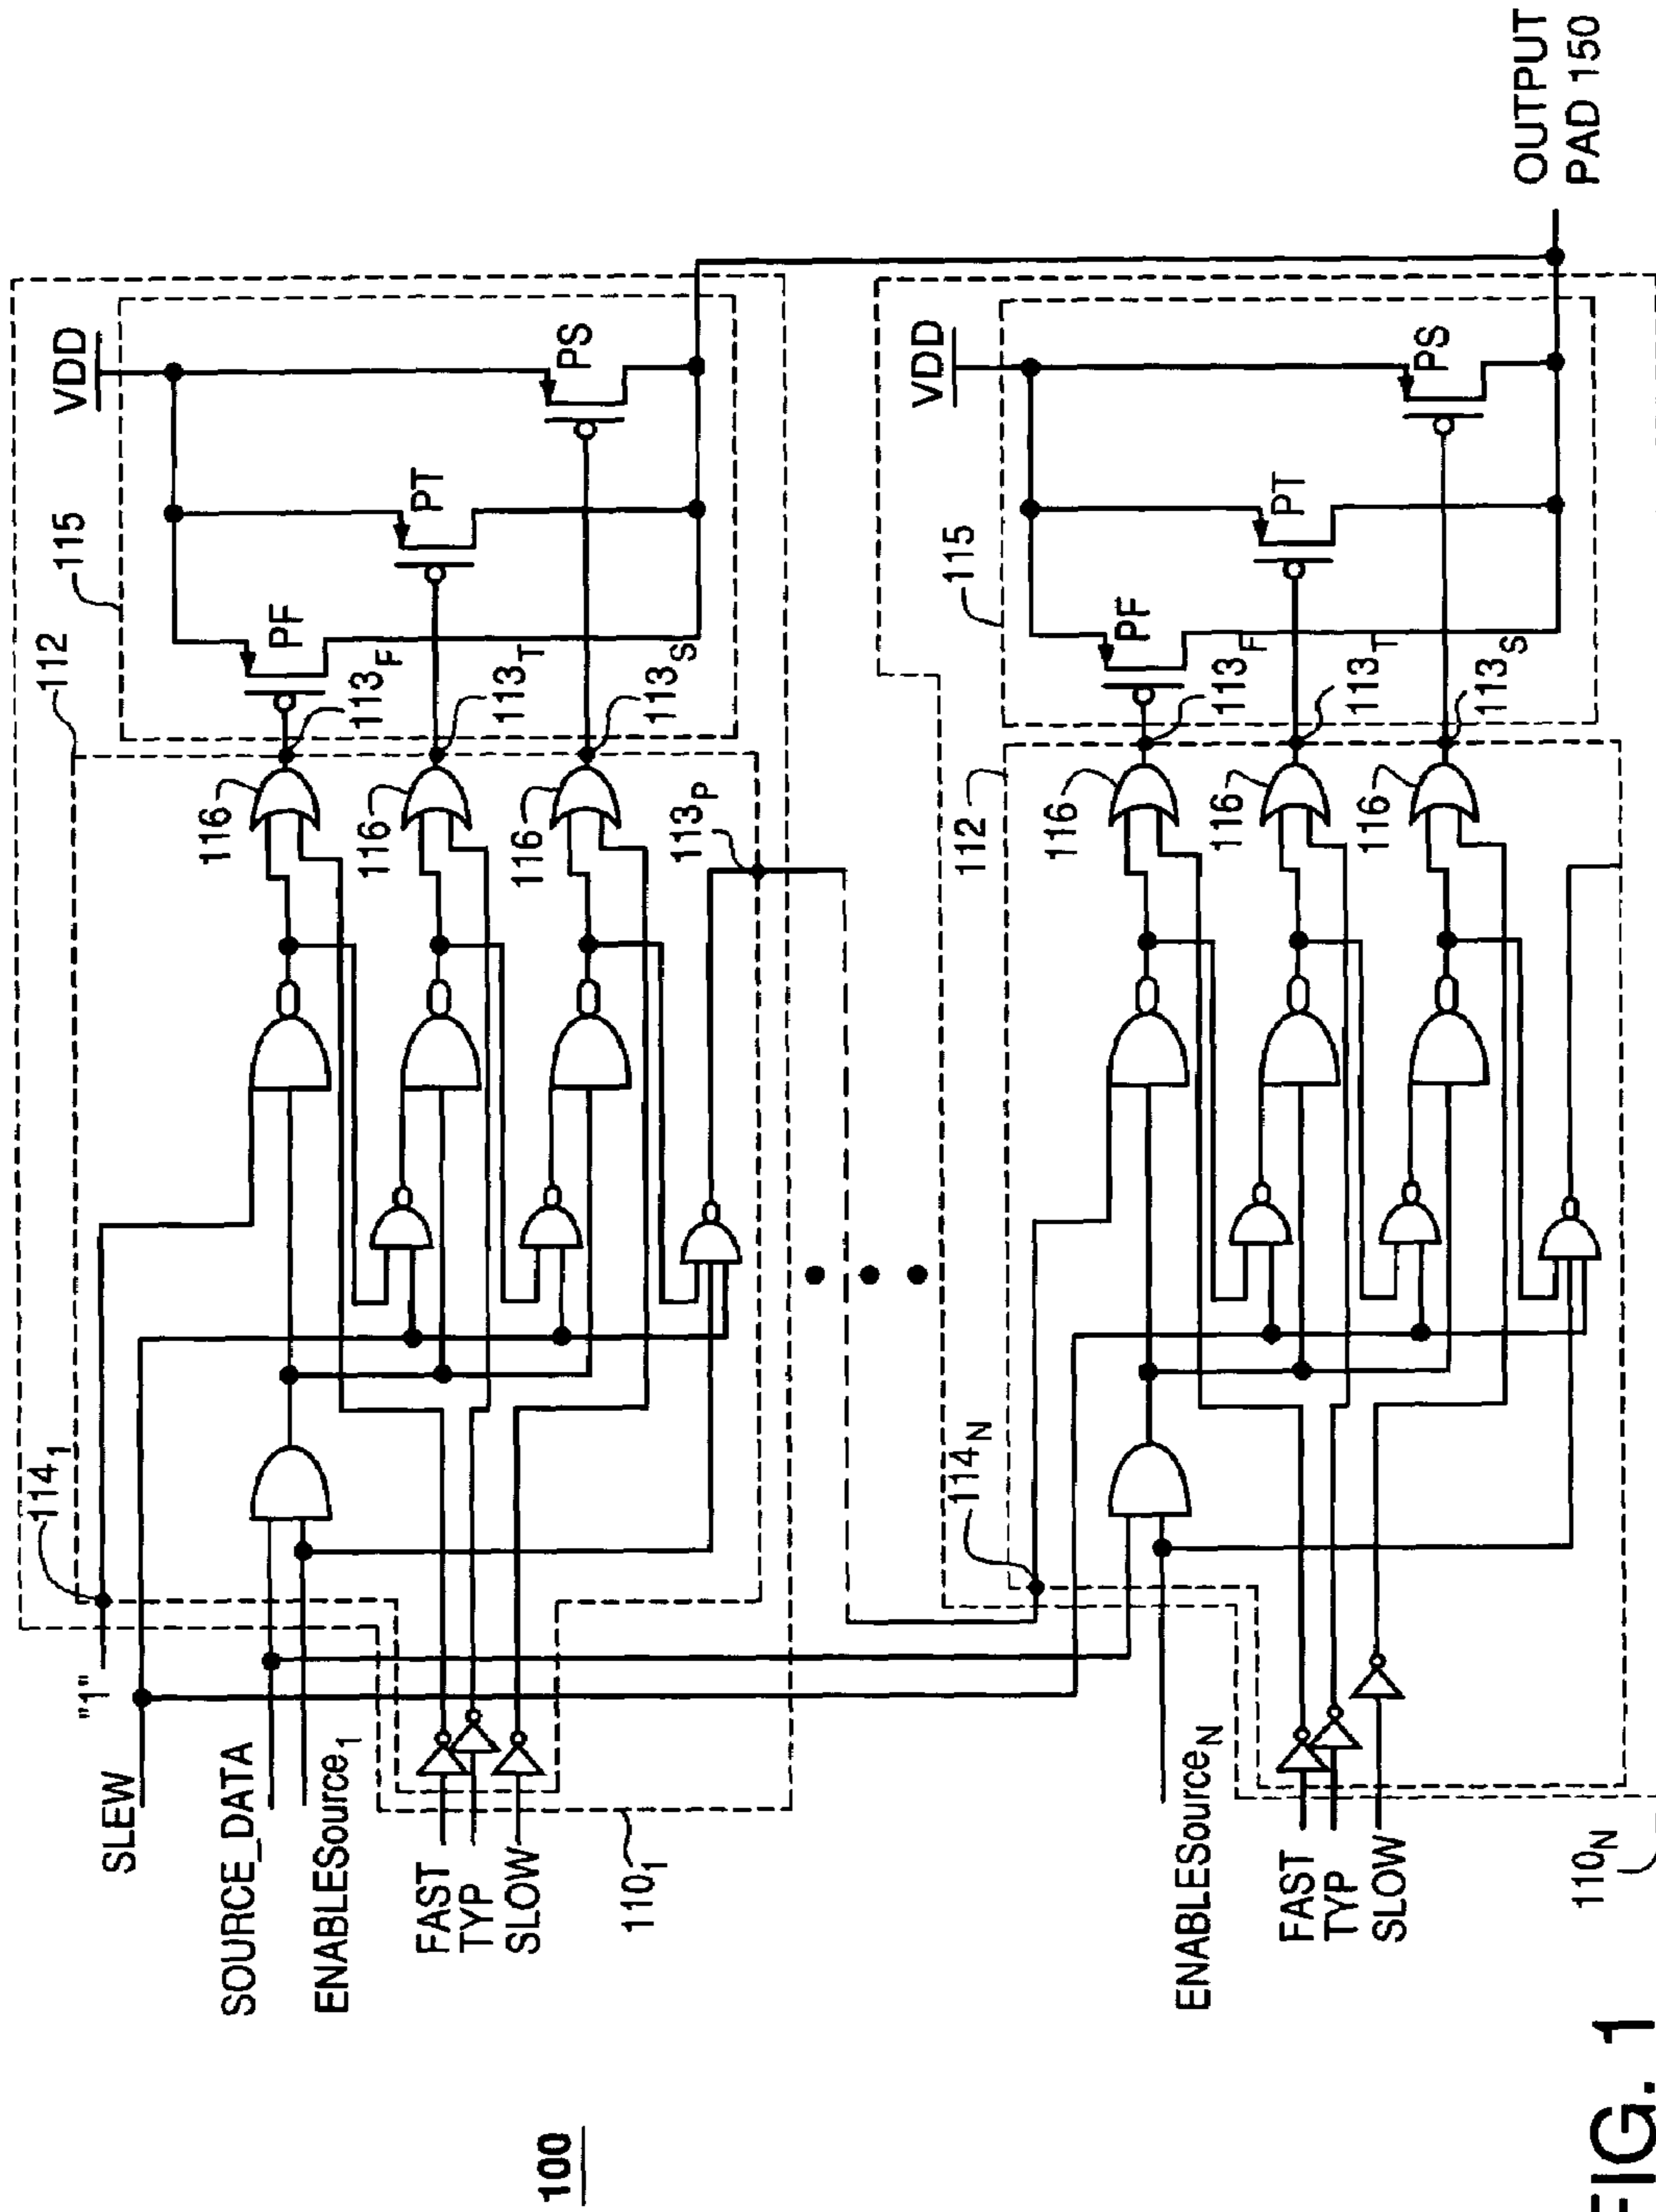 100
SLEW
"1"
114₁
112
115
VDD
SOURCE_DATA
ENABLESource₁
116
PF
113F
116
PT
113T
116
PS
113S
FAST
TYP
SLOW
113P
110₁
114N
112
115
VDD
ENABLESourceN
116
PF
113F
116
PT
113T
116
PS
113S
FAST
TYP
SLOW
110N
OUTPUT
PAD 150
FIG. 1